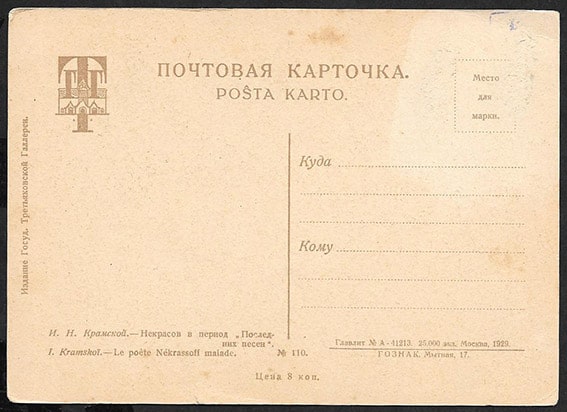 ПОЧТОВАЯ КАРТОЧКА.
POŜTA KARTO.
Место
для
марки.
Издание Госуд. Третьяковской Галлереи.
Куда
Кому
И. Н. Крамской.—Некрасов в период „Послед-
них песен“.
I. Kramskoï.—Le poète Nékrassoff malade. № 110.
Главлит № А - 41213. 25.000 экз. Москва, 1929.
ГОЗНАК. Мытная, 17.
Цена 8 коп.